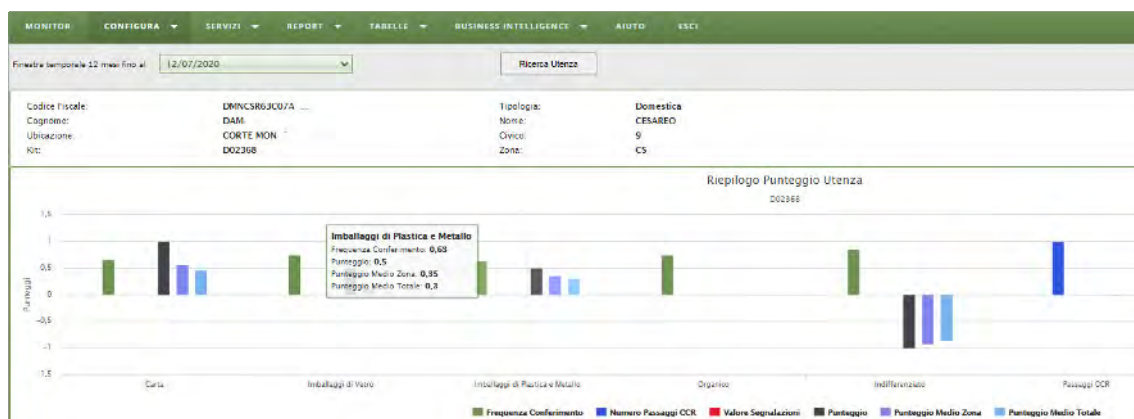 MONITOR CONFIGURA SERVIZI REPORT TABELLE BUSINESS INTELLIGENCE AIUTO ESCI
Finestra temporale 12 mesi fino al 12/07/2020 Ricerca Utenza
Codice Fiscale: DMNCSR63C07A ... Tipologia: Domestica
Cognome: DAM. Nome: CESAREO
Ubicazione: CORTE MON Civico: 9
Kit: D02368 Zona: CS
Riepilogo Punteggio Utenza
D02368
1,5
1
0,5
0
-0,5
-1
-1,5
Punteggi
Imballaggi di Plastica e Metallo
Frequenza Conferimento: 0,63
Punteggio: 0,5
Punteggio Medio Zona: 0,35
Punteggio Medio Totale: 0,3
Carta Imballaggi di Vetro Imballaggi di Plastica e Metallo Organico Indifferenziato Passaggi CCR
Frequenza Conferimento Numero Passaggi CCR Valore Segnalazioni Punteggio Punteggio Medio Zona Punteggio Medio Totale